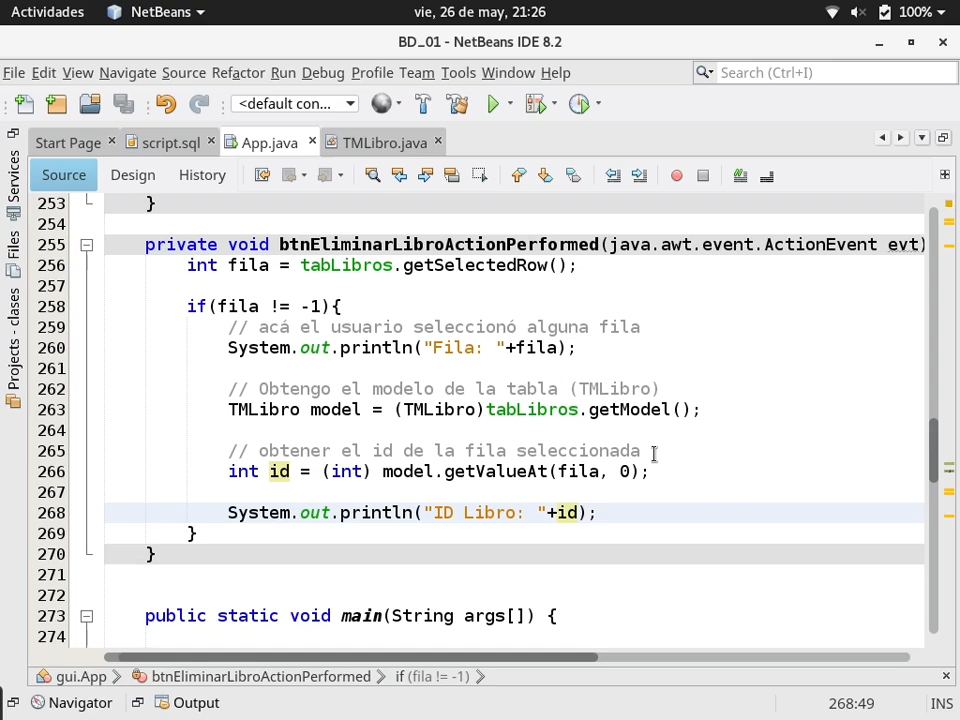 Actividades NetBeans vie, 26 de may, 21:26 100%
BD_01 - NetBeans IDE 8.2
File Edit View Navigate Source Refactor Run Debug Profile Team Tools Window Help Search (Ctrl+I)
<default con...
Start Page script.sql App.java TMLibro.java
Source Design History
Services
Files
Projects - clases
253 }
254
255 private void btnEliminarLibroActionPerformed(java.awt.event.ActionEvent evt)
256 int fila = tabLibros.getSelectedRow();
257
258 if(fila != -1){
259 // acá el usuario seleccionó alguna fila
260 System.out.println("Fila: "+fila);
261
262 // Obtengo el modelo de la tabla (TMLibro)
263 TMLibro model = (TMLibro)tabLibros.getModel();
264
265 // obtener el id de la fila seleccionada
266 int id = (int) model.getValueAt(fila, 0);
267
268 System.out.println("ID Libro: "+id);
269 }
270 }
271
272
273 public static void main(String args[]) {
274
gui.App btnEliminarLibroActionPerformed if (fila != -1)
Navigator Output 268:49 INS